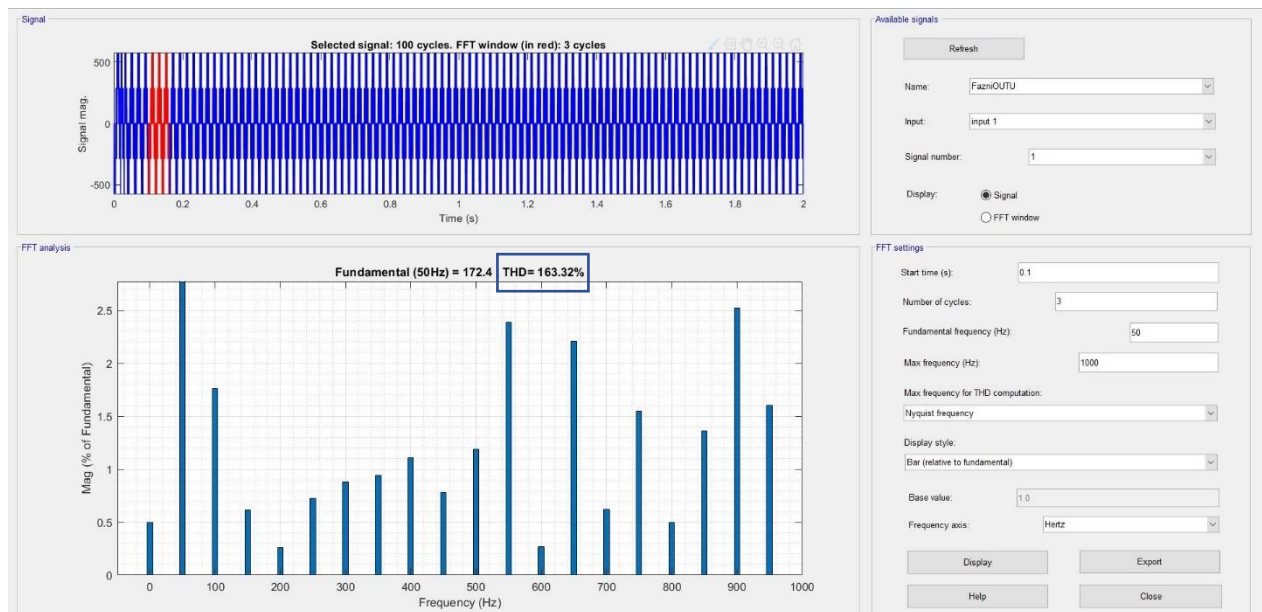 Signal
Selected signal: 100 cycles. FFT window (in red): 3 cycles
500
0
-500
Signal mag.
0 0.2 0.4 0.6 0.8 1 1.2 1.4 1.6 1.8 2
Time (s)
Available signals
Refresh
Name: FazniOUTU
Input: input 1
Signal number: 1
Display: Signal
FFT window
FFT analysis
Fundamental (50Hz) = 172.4 THD= 163.32%
2.5
2
1.5
1
0.5
0
Mag (% of Fundamental)
0 100 200 300 400 500 600 700 800 900 1000
Frequency (Hz)
FFT settings
Start time (s): 0.1
Number of cycles: 3
Fundamental frequency (Hz): 50
Max frequency (Hz): 1000
Max frequency for THD computation:
Nyquist frequency
Display style:
Bar (relative to fundamental)
Base value: 1.0
Frequency axis: Hertz
Display Export
Help Close